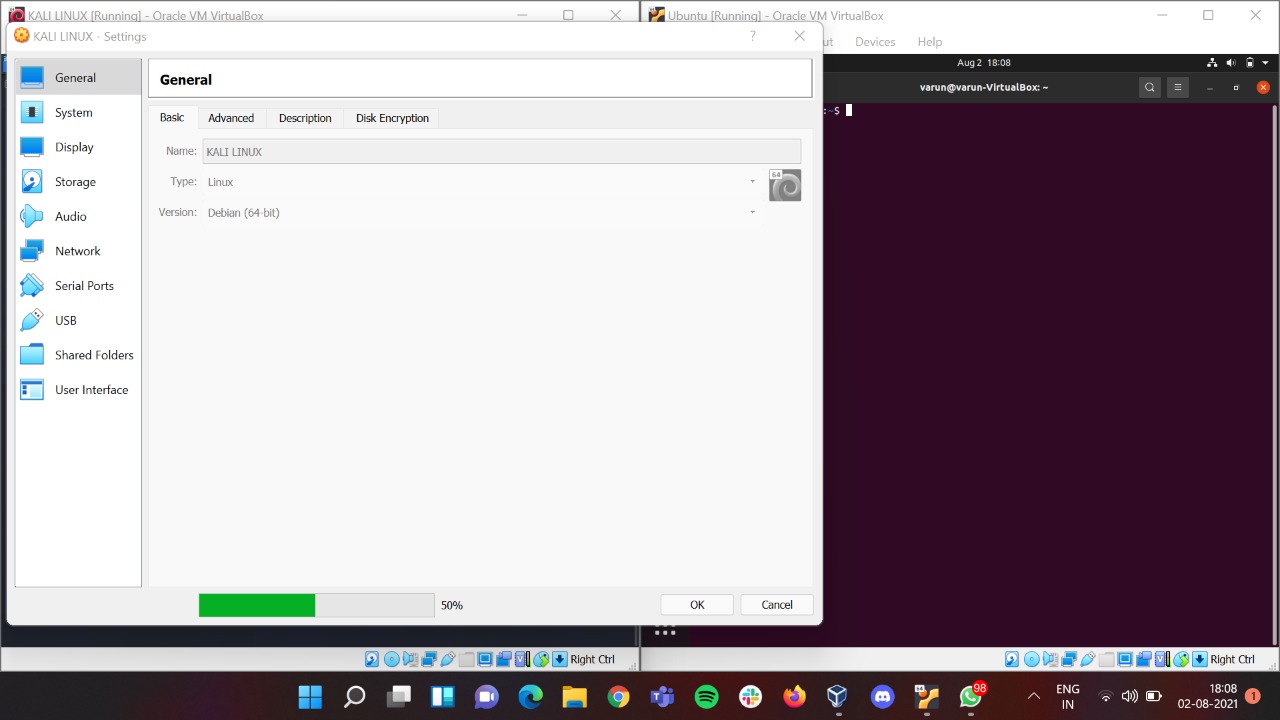 KALI LINUX [Running] - Oracle VM VirtualBox
Ubuntu [Running] - Oracle VM VirtualBox
KALI LINUX - Settings
?
Devices
Help
Aug 2 18:08
varun@varun-VirtualBox: ~
:~$
General
System
Display
Storage
Audio
Network
Serial Ports
USB
Shared Folders
User Interface
General
Basic
Advanced
Description
Disk Encryption
Name:
KALI LINUX
Type:
Linux
64
Version:
Debian (64-bit)
50%
OK
Cancel
Right Ctrl
Right Ctrl
98
ENG
IN
18:08
02-08-2021
1